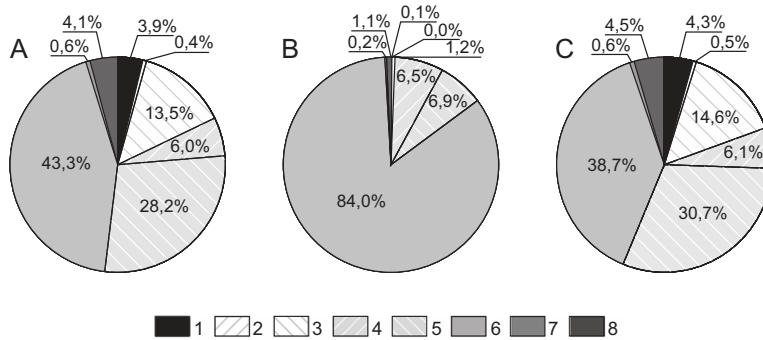 4,1% 3,9% 1,1% 0,1% 4,5% 4,3%
A 0,6% 0,4% B 0,2% 0,0% C 0,6% 0,5%
1,2%
6,5%
13,5% 6,9% 14,6%
6,0% 6,1%
43,3% 38,7%
28,2% 84,0% 30,7%
1 2 3 4 5 6 7 8